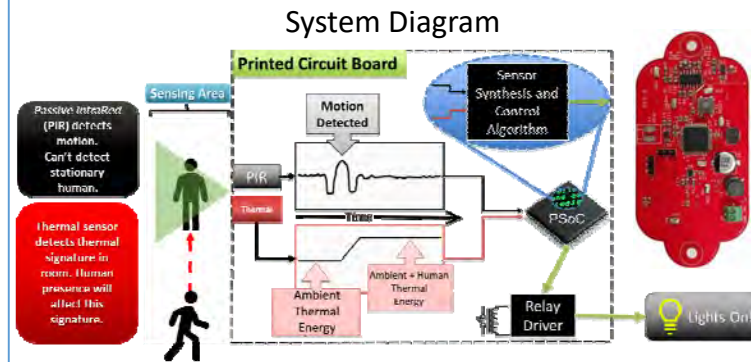 System Diagram
Printed Circuit Board
Sensing Area
Passive InfraRed
(PIR) detects
motion.
Can't detect
stationary
human.
Thermal sensor
detects thermal
signature in
room. Human
presence will
affect this
signature.
Motion
Detected
PIR
Thermal
Time
Ambient
Thermal
Energy
Ambient + Human
Thermal
Energy
Sensor
Synthesis and
Control
Algorithm
PSoC
Relay
Driver
Lights On!